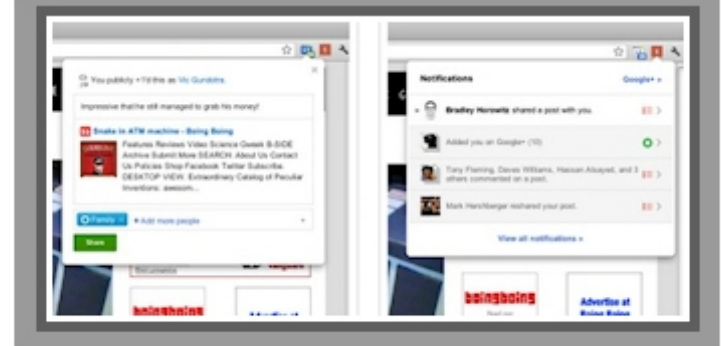 You publicly +1'd this as Vic Gundotra.
Impressive that he still managed to grab his money!
Snake in ATM machine - Boing Boing
Features Reviews Video Science Gweek B-SIDE
Archive Submit More SEARCH. About Us Contact
Us Policies Shop Facebook Twitter Subscribe.
DESKTOP VIEW. Extraordinary Catalog of Peculiar
Inventions: awesom...
Family
+ Add more people
Share
Documents
boingboing
Advertise at
Notifications
Google+ »
Bradley Horowitz shared a post with you.
Added you on Google+ (10)
Tony Fleming, Daves Williams, Hassan Alsayed, and 3
others commented on a post.
Mark Hershberger reshared your post.
View all notifications »
boingboing
Advertise at
Boing Boing